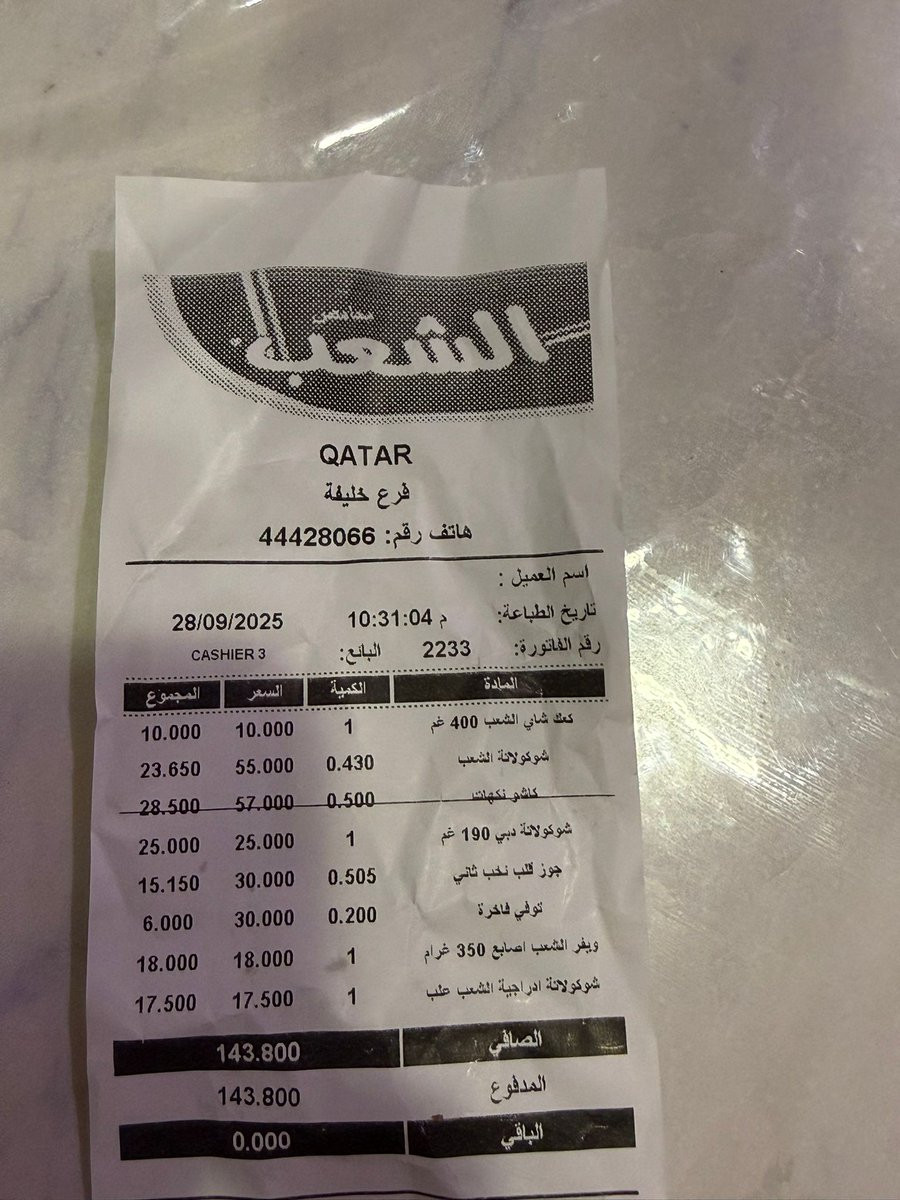 محامص
الشعب
QATAR
فرع خليفة
هاتف رقم: 44428066
اسم العميل :
تاريخ الطباعة: م 10:31:04 28/09/2025
رقم الفاتورة: 2233 البائع: CASHIER 3
المادة الكمية السعر المجموع
كعك شاي الشعب 400 غم 1 10.000 10.000
شوكولاتة الشعب 0.430 55.000 23.650
كاشو نكهات 0.500 57.000 28.500
شوكولاتة دبي 190 غم 1 25.000 25.000
جوز قلب نخب ثاني 0.505 30.000 15.150
توفي فاخرة 0.200 30.000 6.000
ويفر الشعب اصابع 350 غرام 1 18.000 18.000
شوكولاتة ادراجية الشعب علب 1 17.500 17.500
الصافي 143.800
المدفوع 143.800
الباقي 0.000